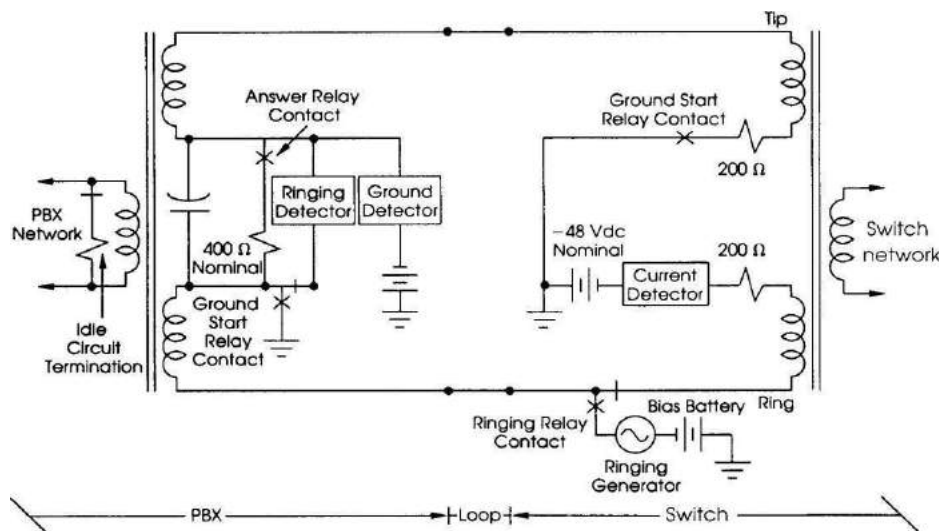 Tip
Answer Relay
Contact
Ground Start
Relay Contact
200 Ω
Ringing
Detector
Ground
Detector
PBX
Network
400 Ω
Nominal
−48 Vdc
Nominal
200 Ω
Current
Detector
Switch
network
Ground
Start
Relay
Contact
Idle
Circuit
Termination
Ringing Relay
Contact
Bias Battery
Ring
Ringing
Generator
PBX
Loop
Switch